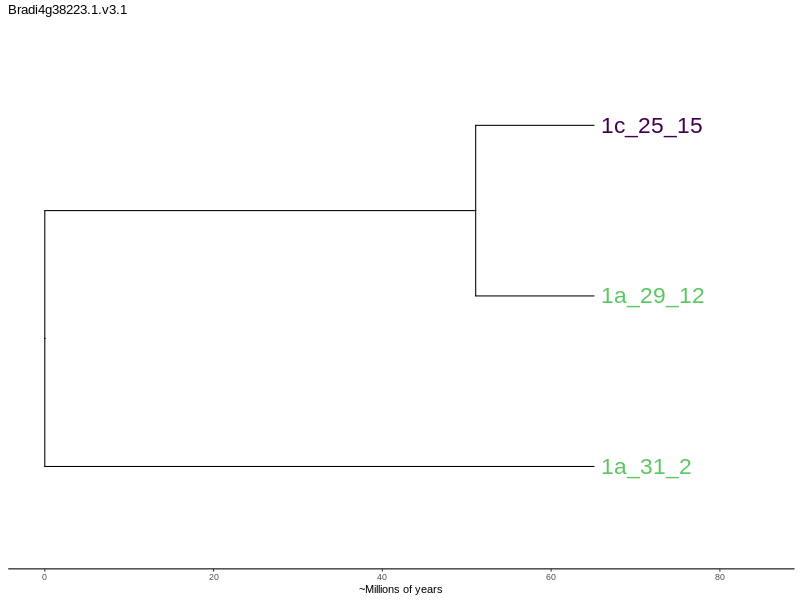 Bradi4g38223.1.v3.1
1c_25_15
1a_29_12
1a_31_2
0 20 40 60 80
~Millions of years